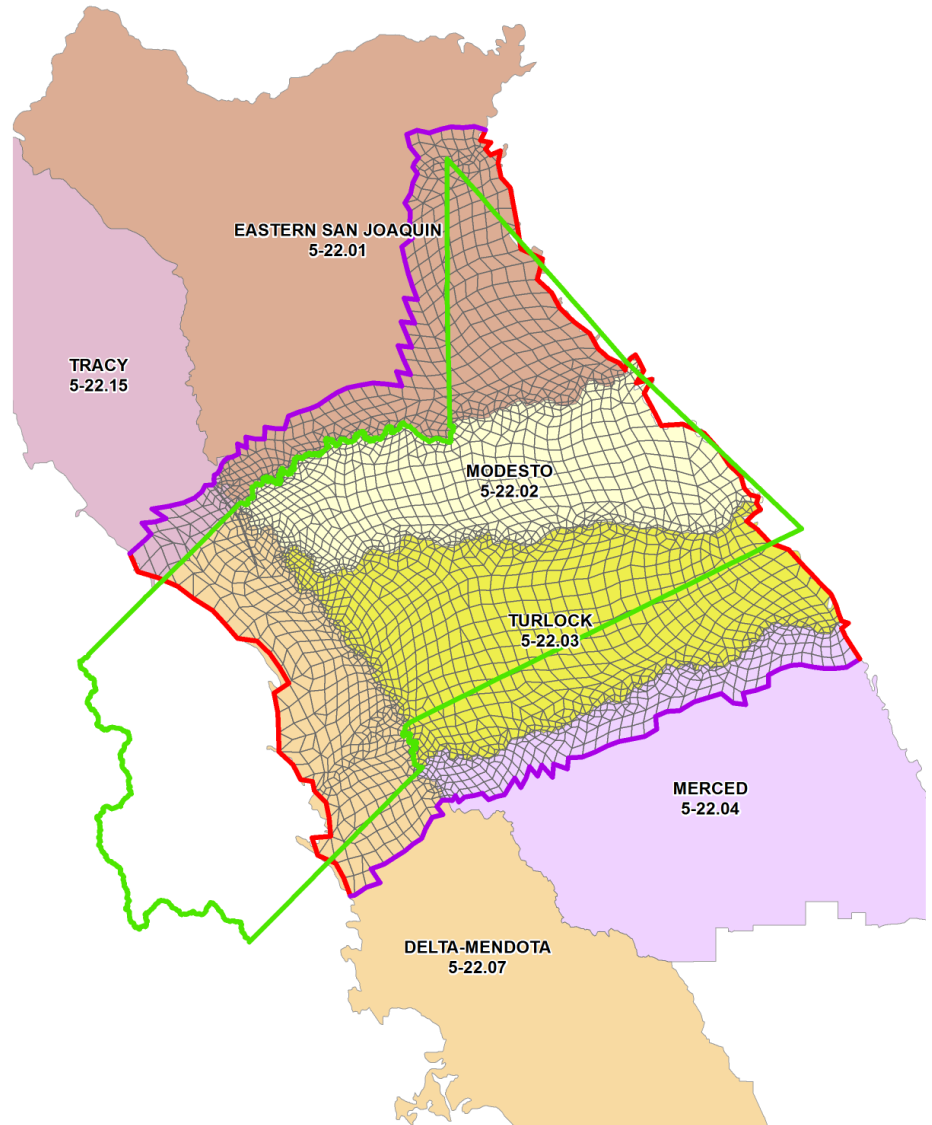 EASTERN SAN JOAQUIN
5-22.01
TRACY
5-22.15
MODESTO
5-22.02
TURLOCK
5-22.03
MERCED
5-22.04
DELTA-MENDOTA
5-22.07